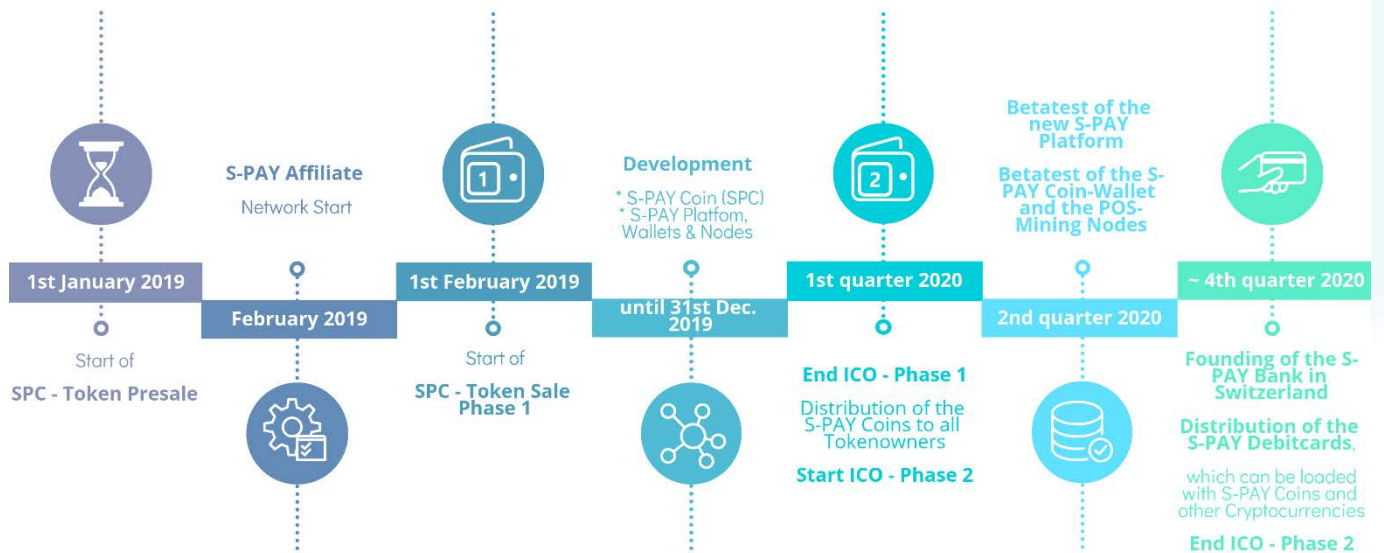 1st January 2019
Start of
SPC - Token Presale
S-PAY Affiliate
Network Start
February 2019
1
1st February 2019
Start of
SPC - Token Sale
Phase 1
Development
* S-PAY Coin (SPC)
* S-PAY Platfom,
Wallets & Nodes
until 31st Dec.
2019
2
1st quarter 2020
End ICO - Phase 1
Distribution of the
S-PAY Coins to all
Tokenowners
Start ICO - Phase 2
Betatest of the
new S-PAY
Platform
Betatest of the S-
PAY Coin-Wallet
and the POS-
Mining Nodes
2nd quarter 2020
~ 4th quarter 2020
Founding of the S-
PAY Bank in
Switzerland
Distribution of the
S-PAY Debitcards,
which can be loaded
with S-PAY Coins and
other Cryptocurrencies
End ICO - Phase 2